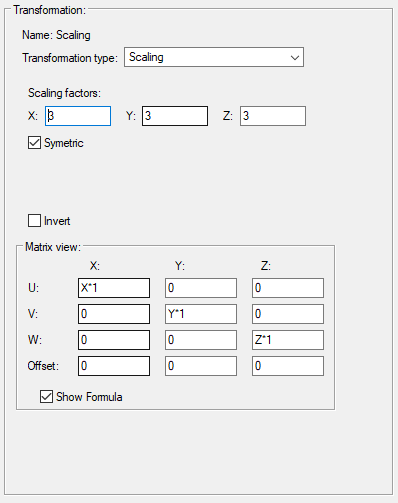 Transformation:
Name: Scaling
Transformation type: Scaling
Scaling factors:
X: 3 Y: 3 Z: 3
Symetric
Invert
Matrix view:
X: Y: Z:
U: X*1 0 0
V: 0 Y*1 0
W: 0 0 Z*1
Offset: 0 0 0
Show Formula